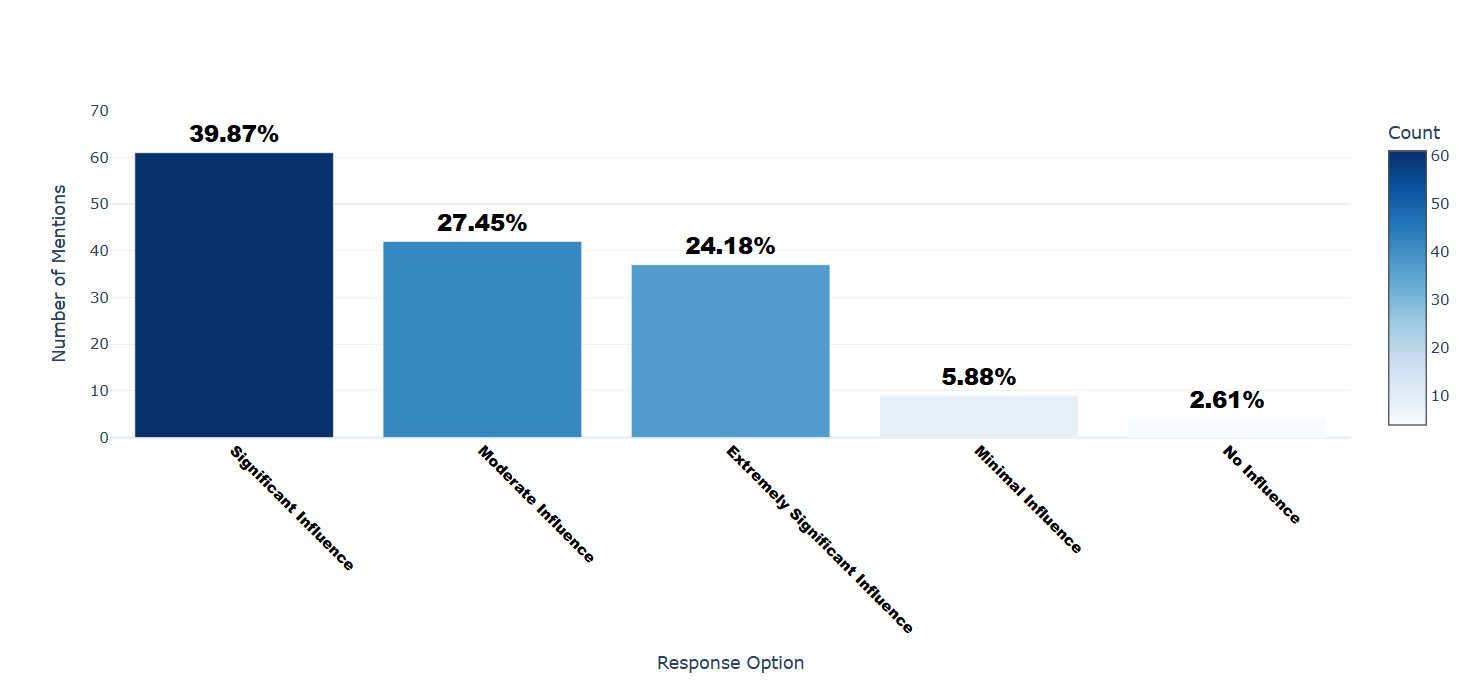 39.87%
27.45%
24.18%
5.88%
2.61%
Number of Mentions
70
60
50
40
30
20
10
0
Significant Influence
Moderate Influence
Extremely Significant Influence
Minimal Influence
No Influence
Response Option
Count
60
50
40
30
20
10